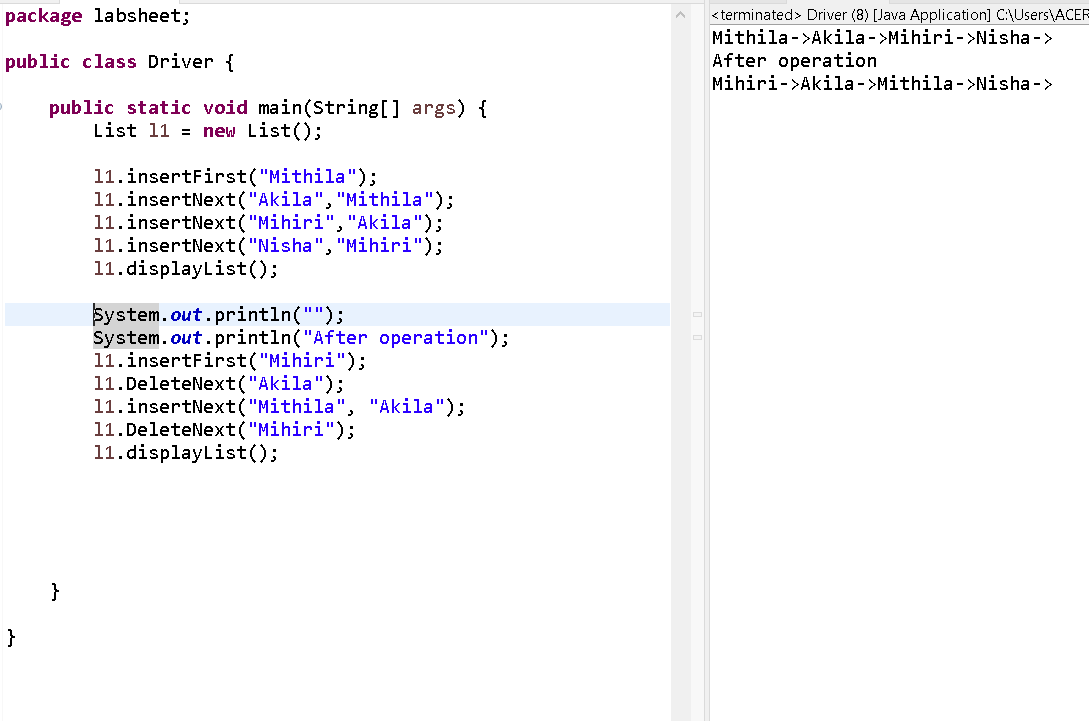 package labsheet;
public class Driver {
public static void main(String[] args) {
List l1 = new List();
l1.insertFirst("Mithila");
l1.insertNext("Akila","Mithila");
l1.insertNext("Mihiri","Akila");
l1.insertNext("Nisha","Mihiri");
l1.displayList();
System.out.println("");
System.out.println("After operation");
l1.insertFirst("Mihiri");
l1.DeleteNext("Akila");
l1.insertNext("Mithila", "Akila");
l1.DeleteNext("Mihiri");
l1.displayList();
}
}
<terminated> Driver (8) [Java Application] C:\Users\ACER
Mithila->Akila->Mihiri->Nisha->
After operation
Mihiri->Akila->Mithila->Nisha->